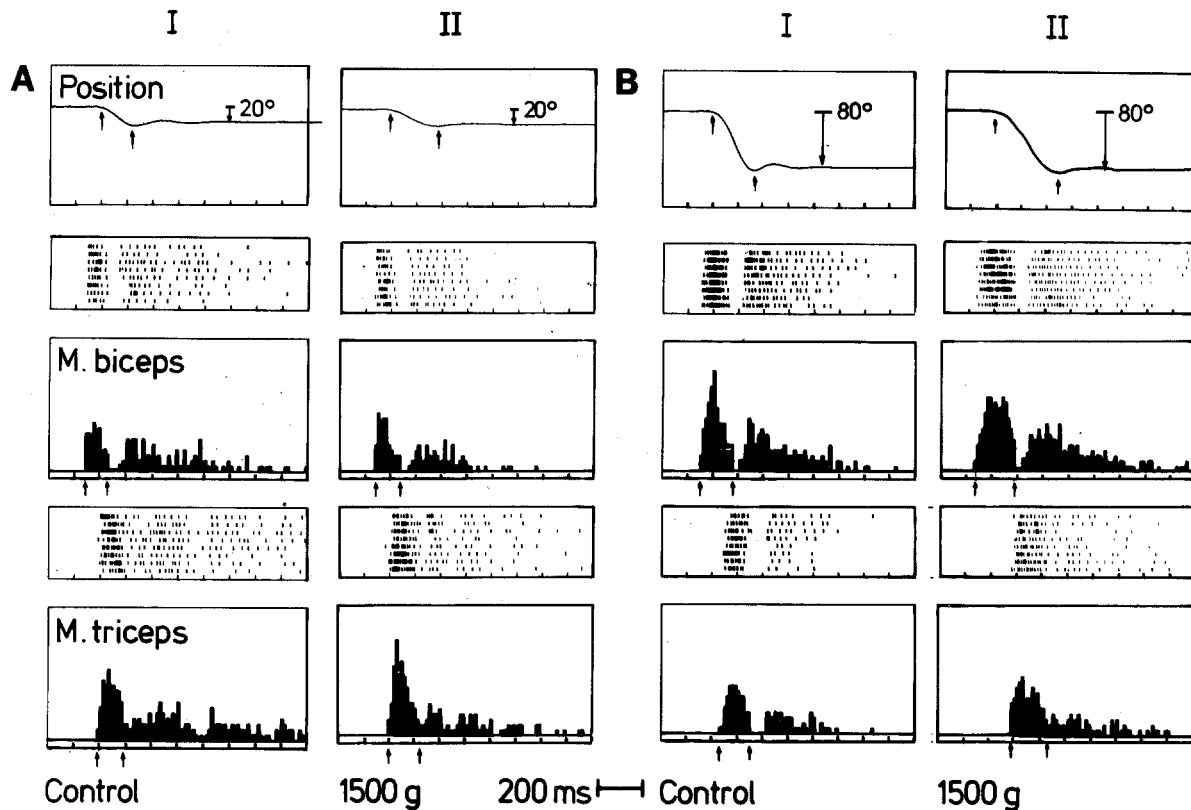 I II I II
A Position 20° 20° B 80° 80°
M. biceps
M. triceps
Control 1500 g 200 ms Control 1500 g